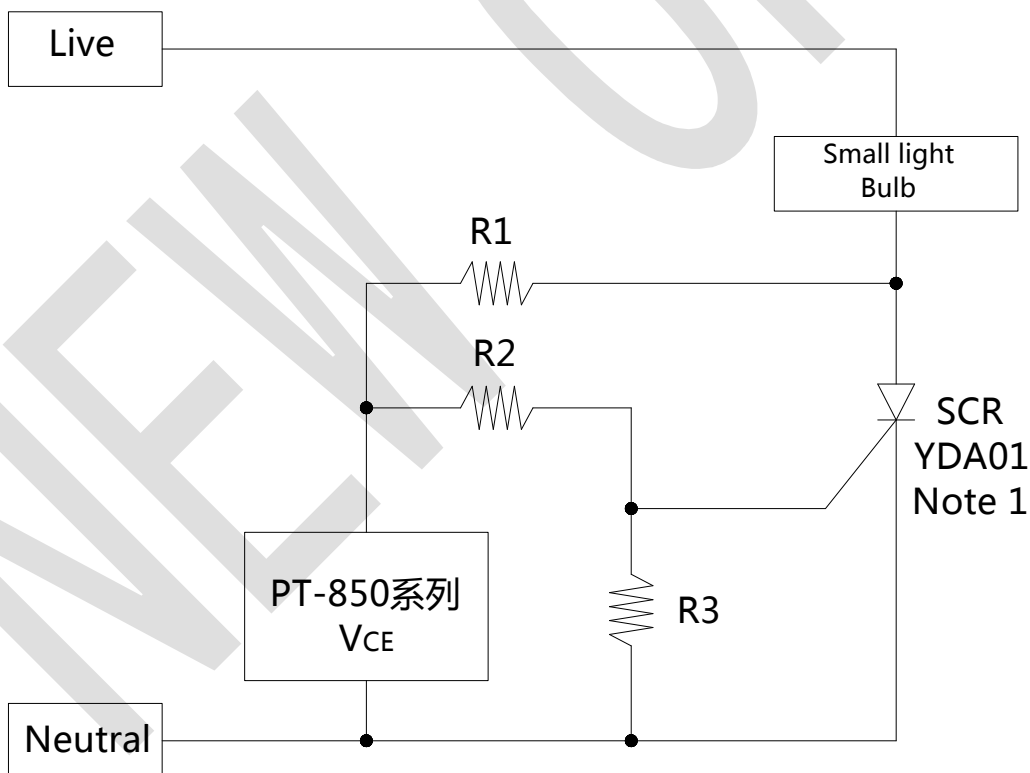 Live
Small light
Bulb
R1
R2
SCR
YDA01
Note 1
PT-850系列
VCE
R3
Neutral
NEW